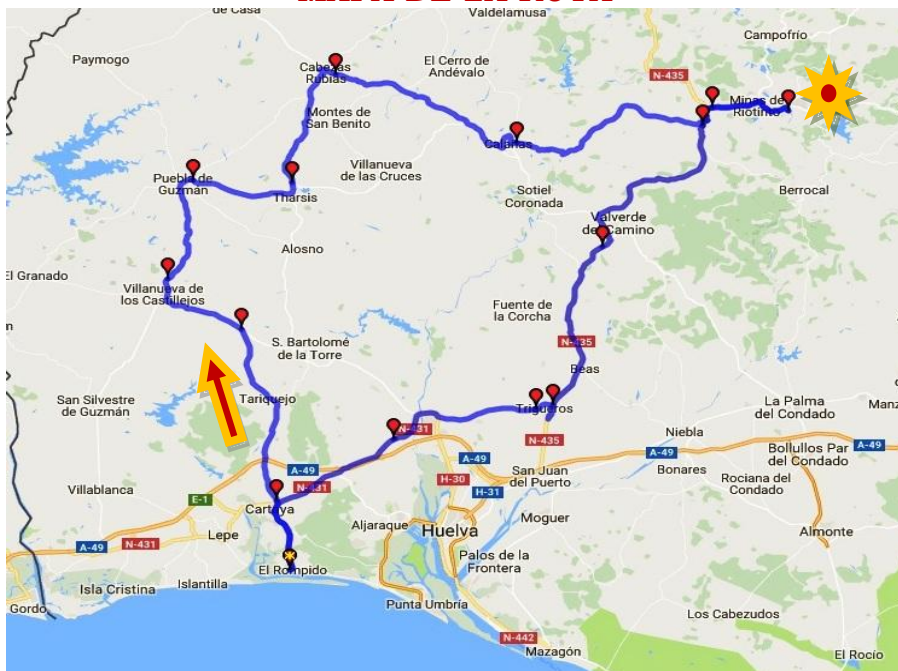 de Casa
Valdelamusa
Campofrío
Paymogo
El Cerro de
Andévalo
Cabezas
Rubias
N-435
Minas de
Riotinto
Montes de
San Benito
Calañas
Villanueva
de las Cruces
Puebla de
Guzmán
Tharsis
Sotiel
Coronada
Berrocal
Valverde
del Camino
Alosno
El Granado
Villanueva de
los Castillejos
Fuente de
la Corcha
S. Bartolomé
de la Torre
N-435
Beas
San Silvestre
de Guzmán
Tariquejo
Trigueros
La Palma
del Condado
Manz
N-431
N-435
Niebla
A-49
Bollullos Par
del Condado
A-49
A-49
San Juan
del Puerto
Bonares
Rociana del
Condado
H-30
H-31
Villablanca
E-1
N-431
Cartaya
Aljaraque
Huelva
Moguer
Almonte
Lepe
A-49
N-431
Palos de la
Frontera
El Rompido
Isla Cristina
Islantilla
Gordo
Punta Umbría
Los Cabezudos
N-442
Mazagón
El Rocío